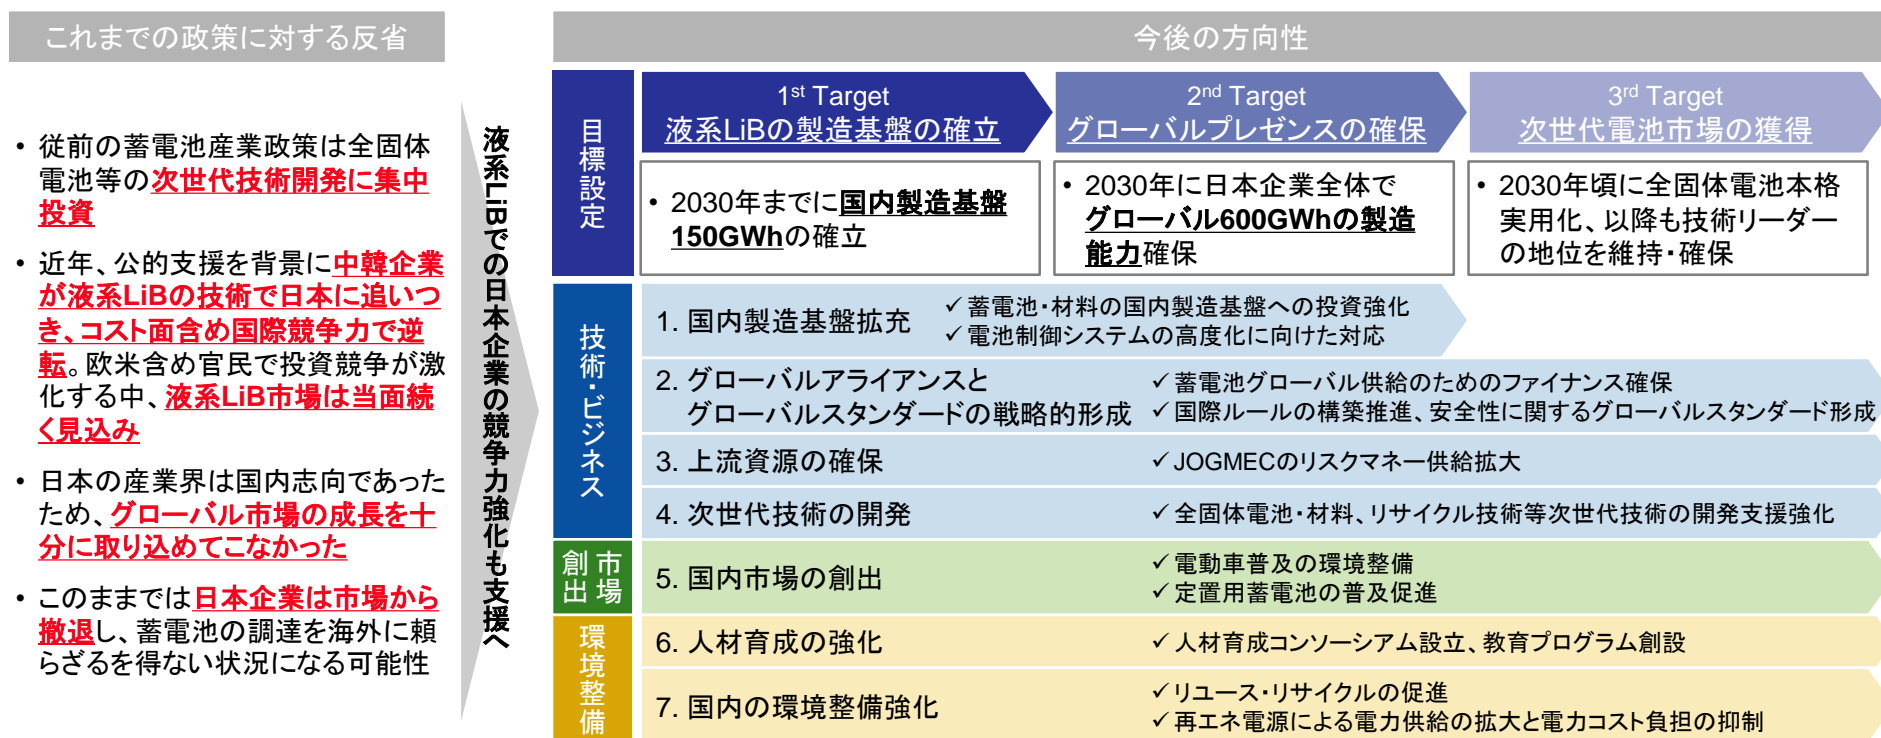 これまでの政策に対する反省
• 従前の蓄電池産業政策は全固体
電池等の次世代技術開発に集中
投資
• 近年、公的支援を背景に中韓企業
が液系LiBの技術で日本に追いつ
き、コスト面含め国際競争力で逆
転。欧米含め官民で投資競争が激
化する中、液系LiB市場は当面続
く見込み
• 日本の産業界は国内志向であった
ため、グローバル市場の成長を十
分に取り込めてこなかった
• このままでは日本企業は市場から
撤退し、蓄電池の調達を海外に頼
らざるを得ない状況になる可能性
液系LiBでの日本企業の競争力強化も支援へ
今後の方向性
目標設定
1st Target
液系LiBの製造基盤の確立
2nd Target
グローバルプレゼンスの確保
3rd Target
次世代電池市場の獲得
• 2030年までに国内製造基盤
150GWhの確立
• 2030年に日本企業全体で
グローバル600GWhの製造
能力確保
• 2030年頃に全固体電池本格
実用化、以降も技術リーダー
の地位を維持・確保
技術・ビジネス
1. 国内製造基盤拡充
✓蓄電池・材料の国内製造基盤への投資強化
✓電池制御システムの高度化に向けた対応
2. グローバルアライアンスと
グローバルスタンダードの戦略的形成
✓蓄電池グローバル供給のためのファイナンス確保
✓国際ルールの構築推進、安全性に関するグローバルスタンダード形成
3. 上流資源の確保
✓JOGMECのリスクマネー供給拡大
4. 次世代技術の開発
✓全固体電池・材料、リサイクル技術等次世代技術の開発支援強化
市場創出
5. 国内市場の創出
✓電動車普及の環境整備
✓定置用蓄電池の普及促進
環境整備
6. 人材育成の強化
✓人材育成コンソーシアム設立、教育プログラム創設
7. 国内の環境整備強化
✓リユース・リサイクルの促進
✓再エネ電源による電力供給の拡大と電力コスト負担の抑制